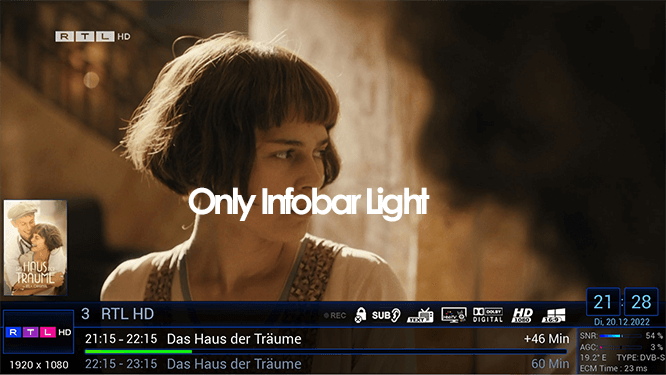 RTL HD
Only Infobar Light
HAUS DER
TRÄUME
3 RTL HD
REC
SUB
TEXT
HbbTV
DOLBY
DIGITAL
HD
1080
16:9
21:28
Di, 20.12.2022
RTL HD
1920 x 1080
21:15 - 22:15 Das Haus der Träume +46 Min
22:15 - 23:15 Das Haus der Träume 60 Min
SNR: 54 %
AGC: 3 %
19.2° E TYPE: DVB-S
ECM Time : 23 ms